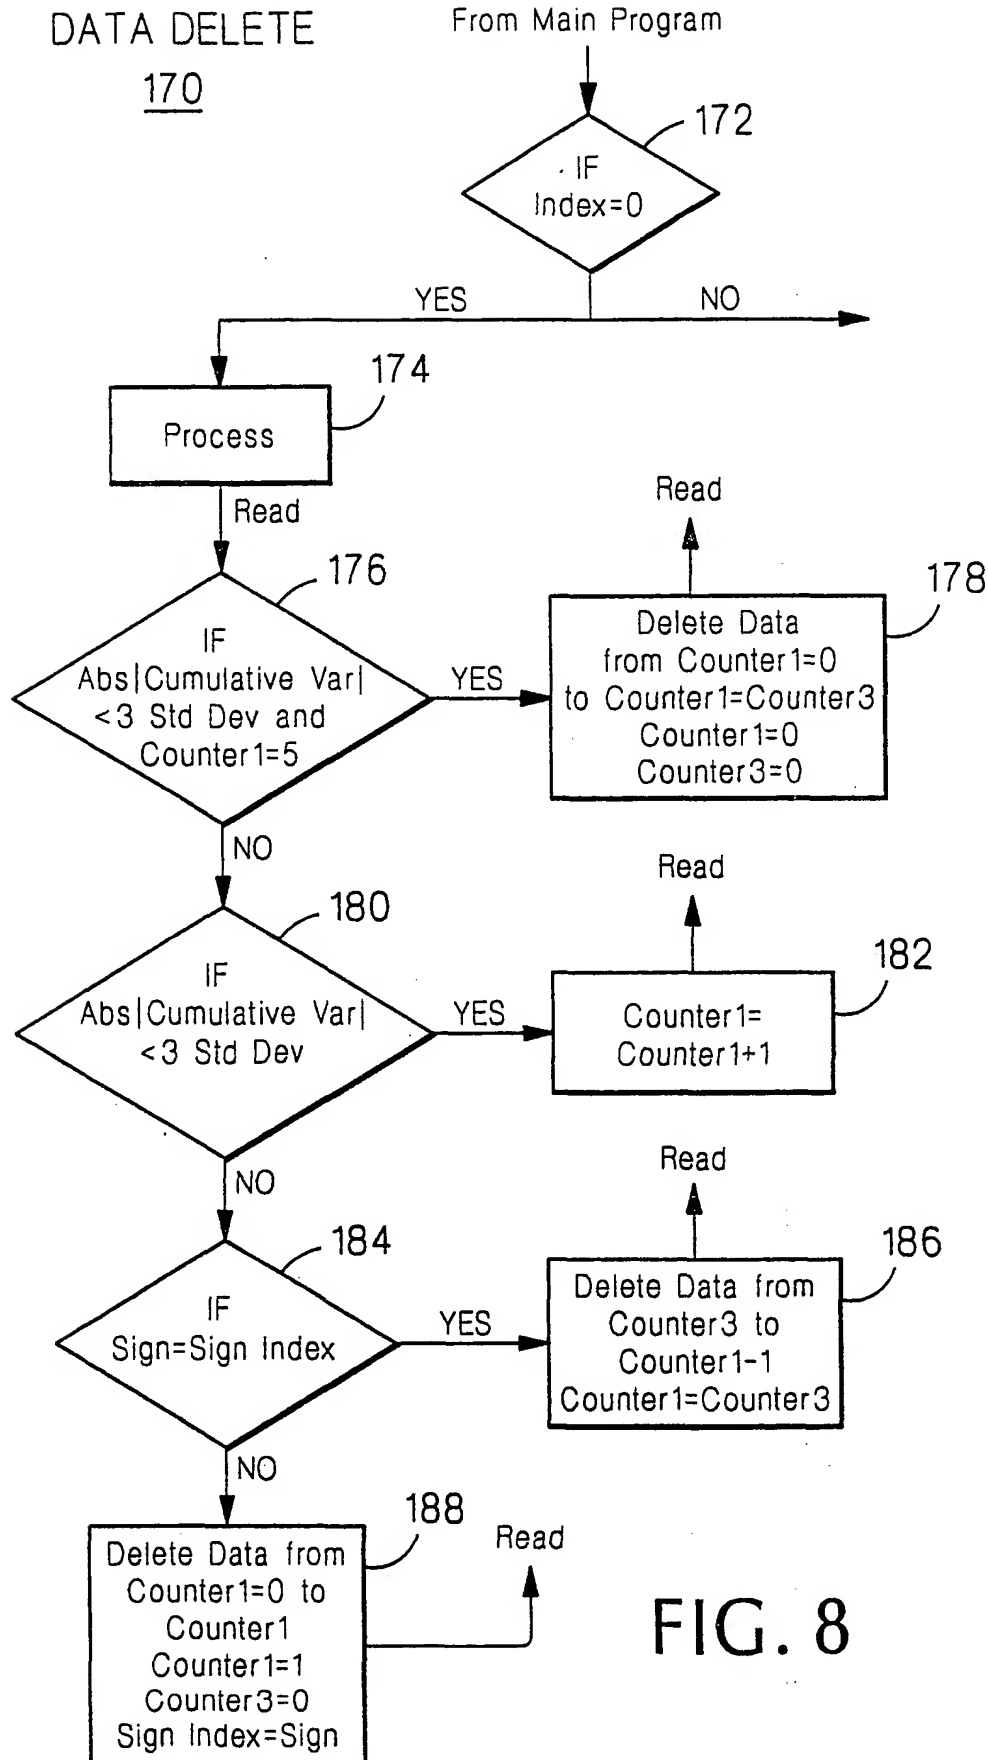 DATA DELETE
170
From Main Program
172
IF
Index=0
YES
NO
174
Process
Read
176
IF
Abs|Cumulative Var|
<3 Std Dev and
Counter1=5
YES
Read
178
Delete Data
from Counter1=0
to Counter1=Counter3
Counter1=0
Counter3=0
NO
180
IF
Abs|Cumulative Var|
<3 Std Dev
YES
Read
182
Counter1=
Counter1+1
NO
184
IF
Sign=Sign Index
YES
Read
186
Delete Data from
Counter3 to
Counter1-1
Counter1=Counter3
NO
188
Delete Data from
Counter1=0 to
Counter1
Counter1=1
Counter3=0
Sign Index=Sign
Read
FIG. 8